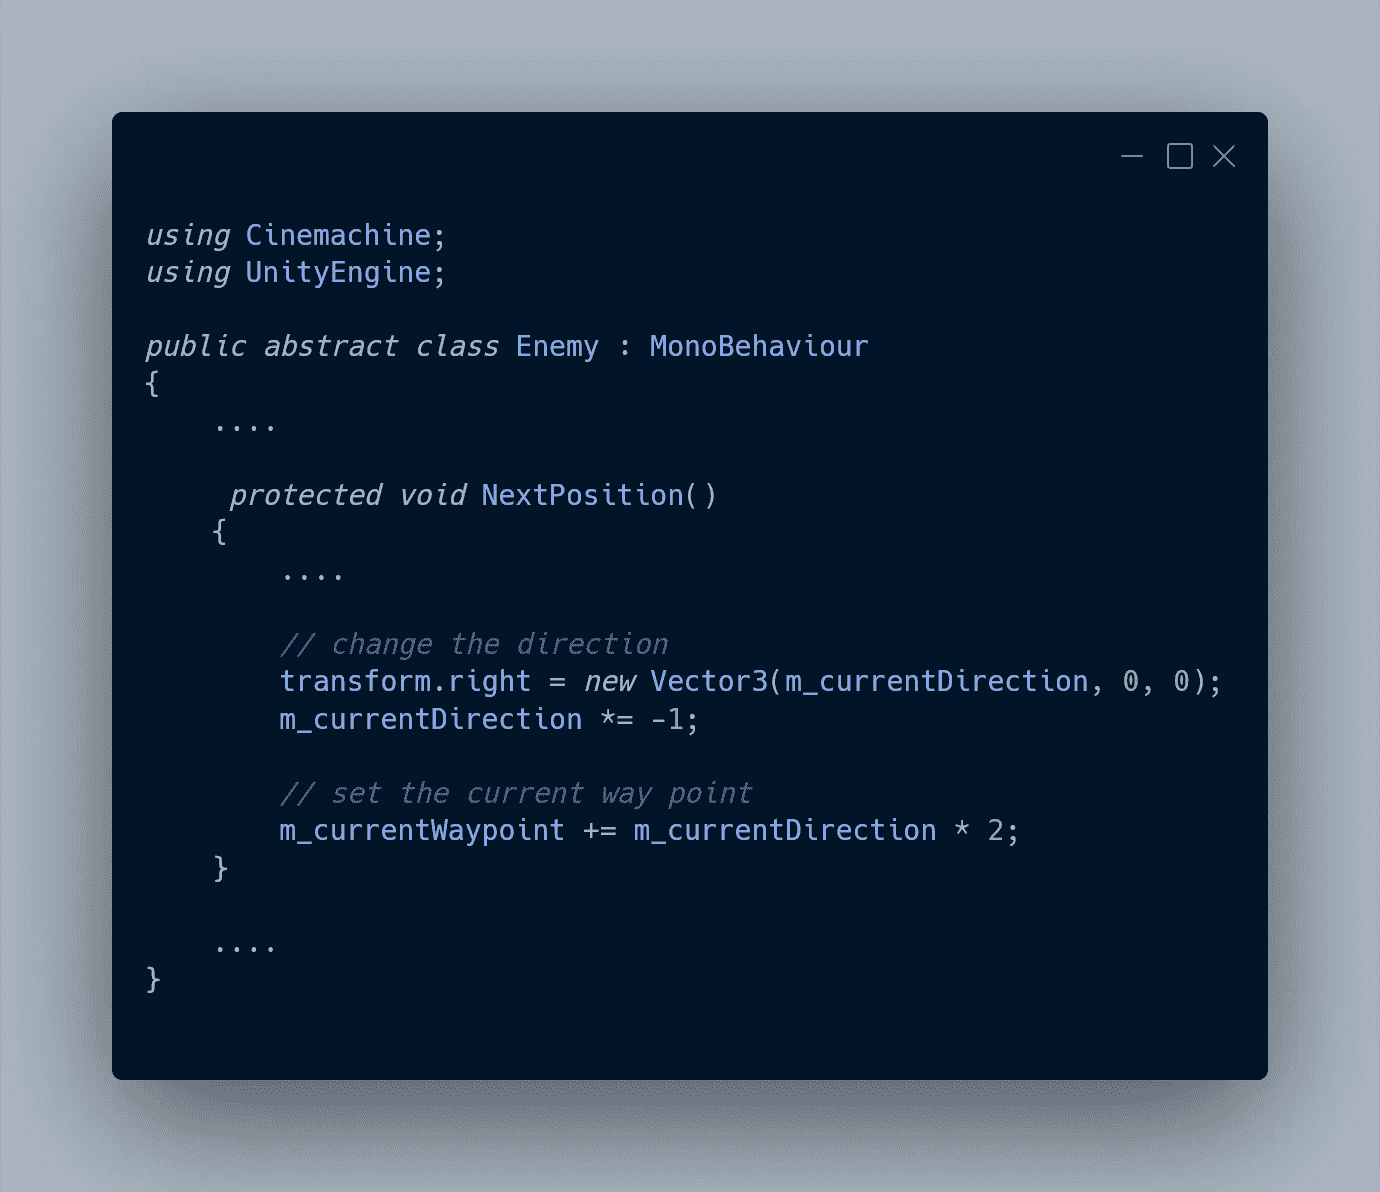 using Cinemachine;
using UnityEngine;
public abstract class Enemy : MonoBehaviour
{
....
protected void NextPosition()
{
....
// change the direction
transform.right = new Vector3(m_currentDirection, 0, 0);
m_currentDirection *= -1;
// set the current way point
m_currentWaypoint += m_currentDirection * 2;
}
....
}